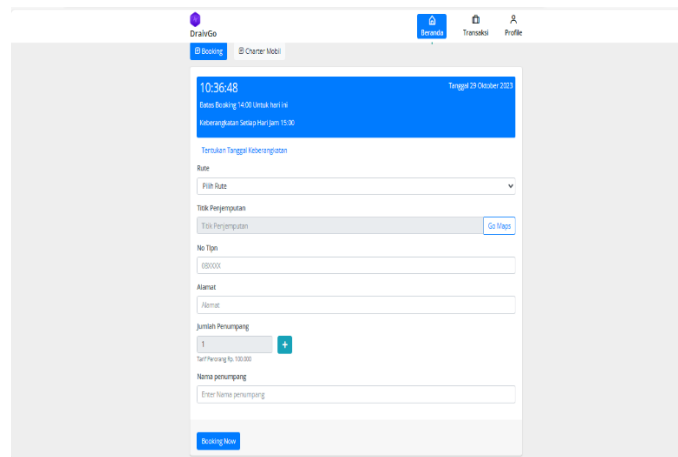 DraivGo
Beranda
Transaksi
Profile
Booking
Charter Mobil
10:36:48
Tanggal 29 Oktober 2023
Batas Booking 14:00 Untuk hari ini
Keberangkatan Setiap Hari Jam 15:00
Tentukan Tanggal Keberangkatan
Rute
Pilih Rute
Titik Penjemputan
Titik Penjemputan
Go Maps
No Tlpn
08XXXX
Alamat
Alamat
Jumlah Penumpang
1
+
Tarif Perorang Rp. 100.000
Nama penumpang
Enter Nama penumpang
Booking Now